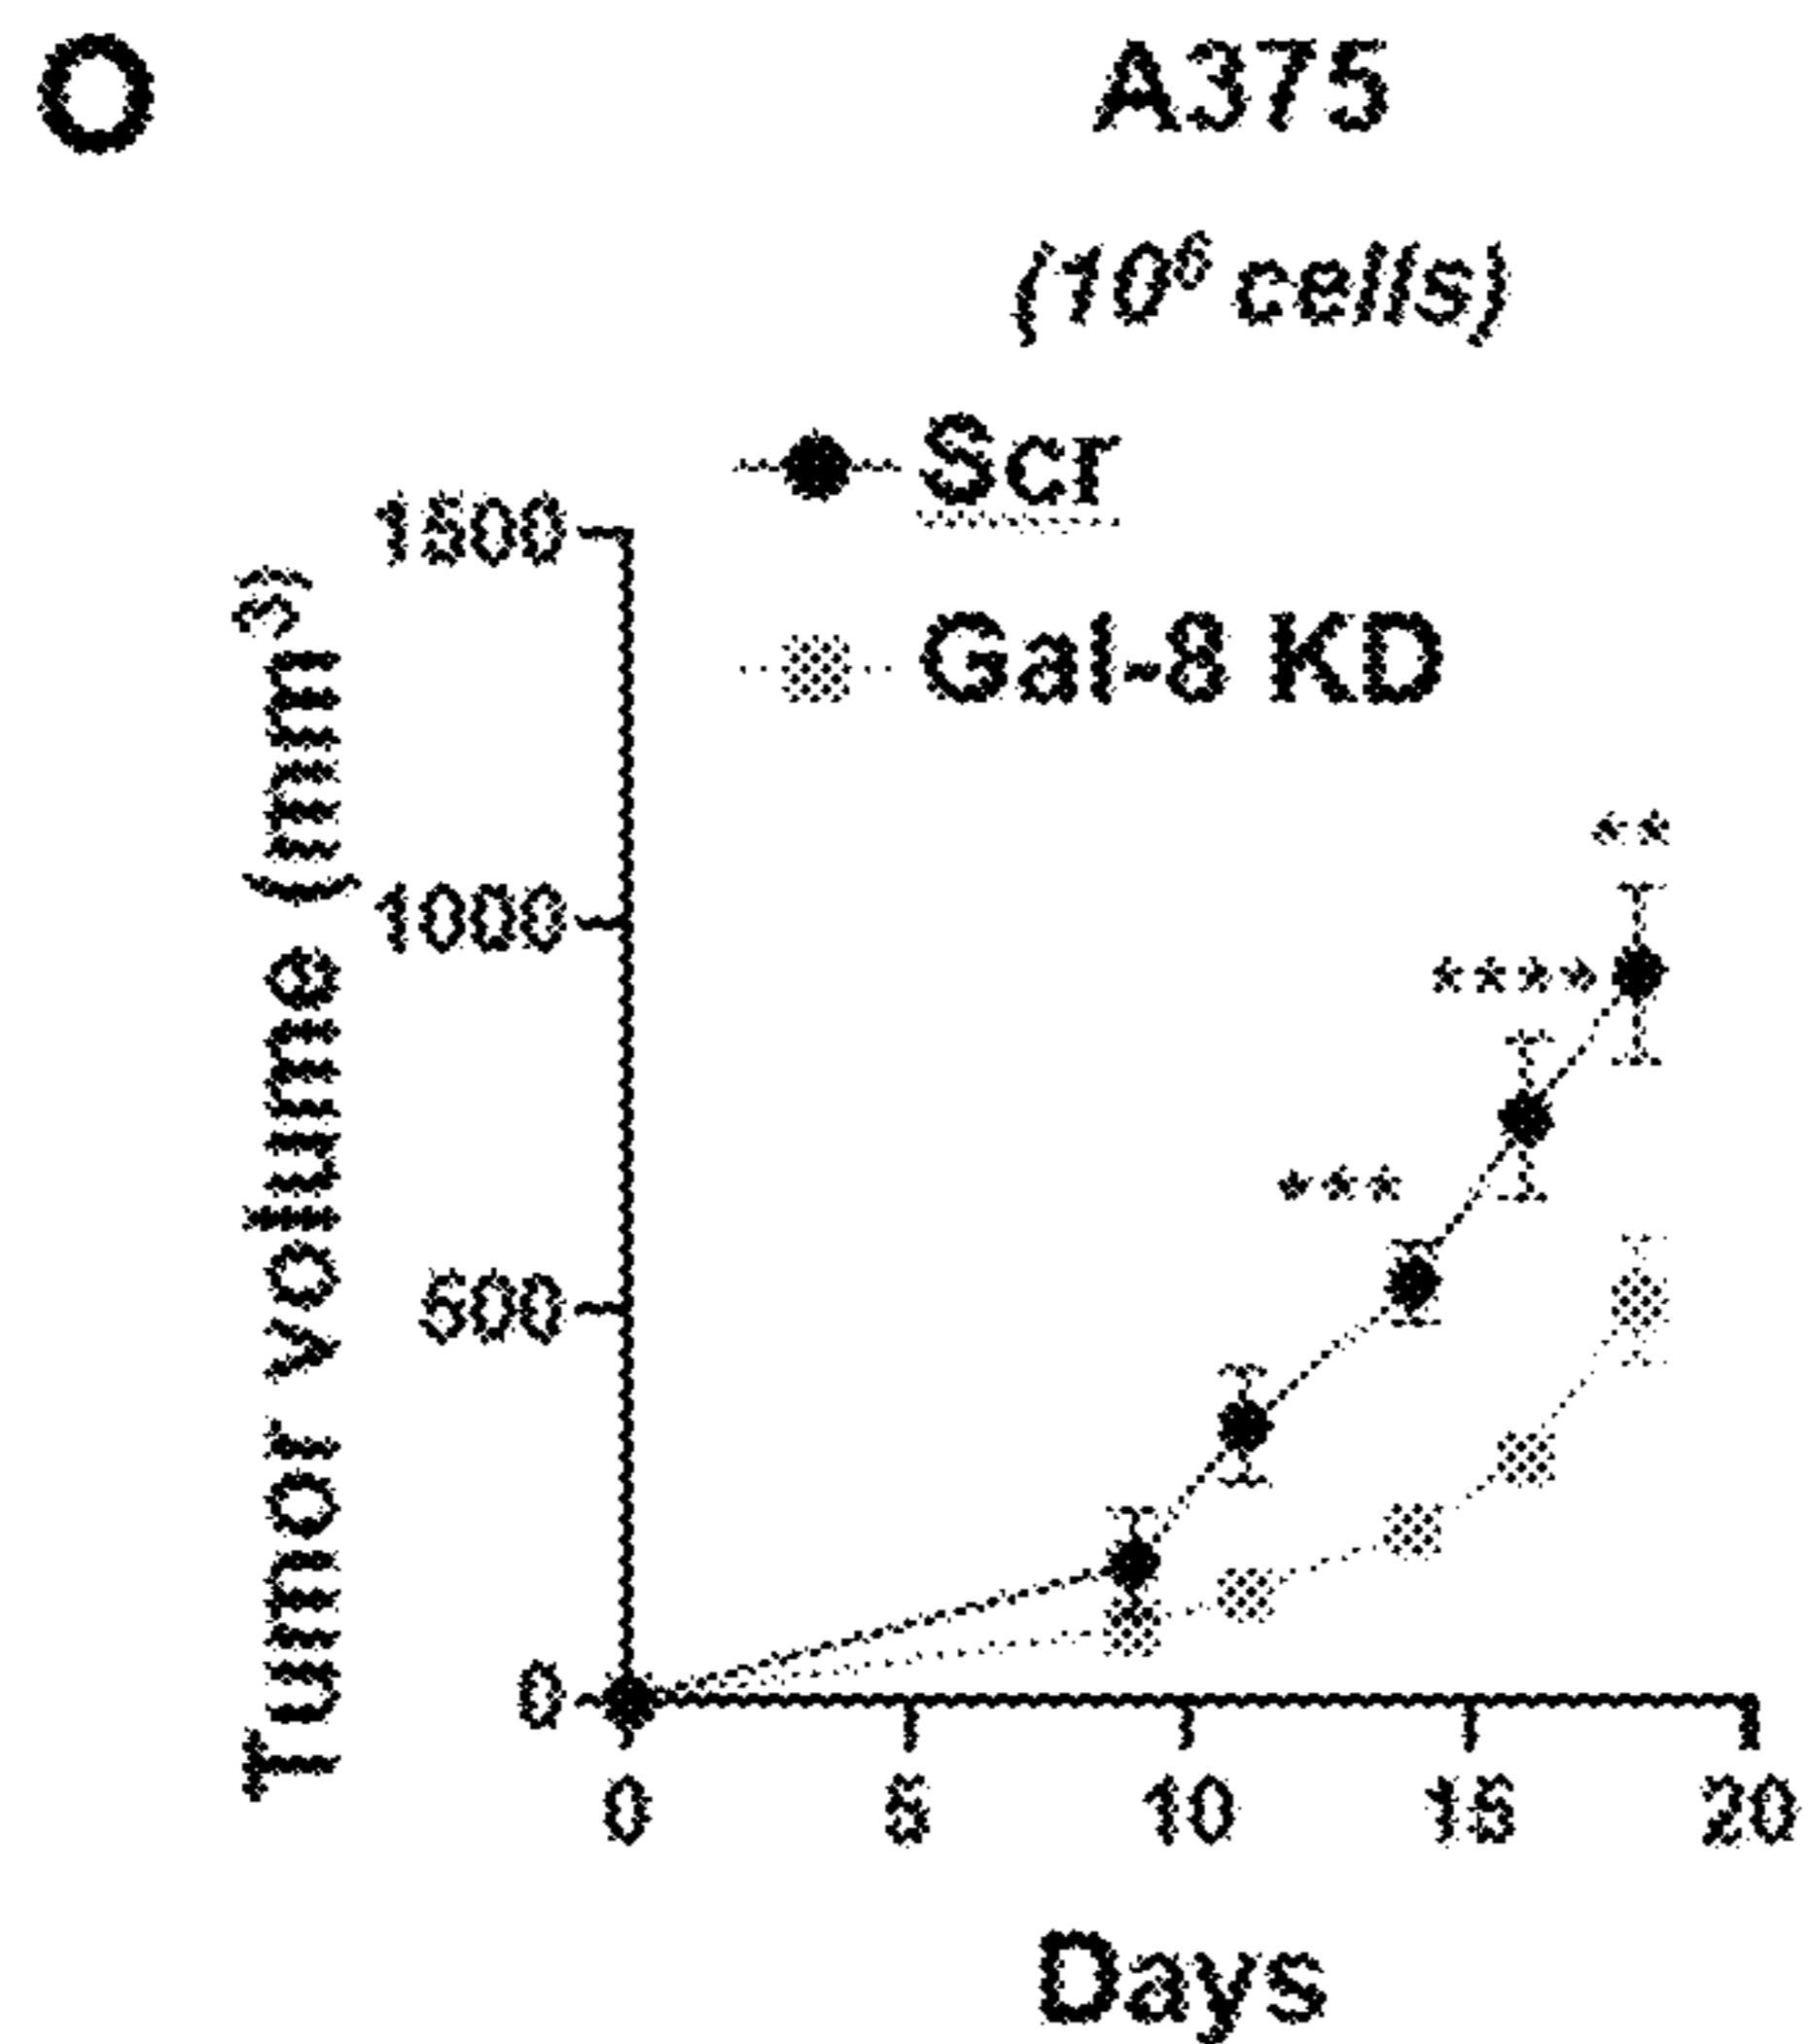 O
A375
(10⁶ cells)
Scr
Gal-8 KD
Tumor volume (mm³)
1500
1000
500
0
**
****
***
0 5 10 15 20
Days